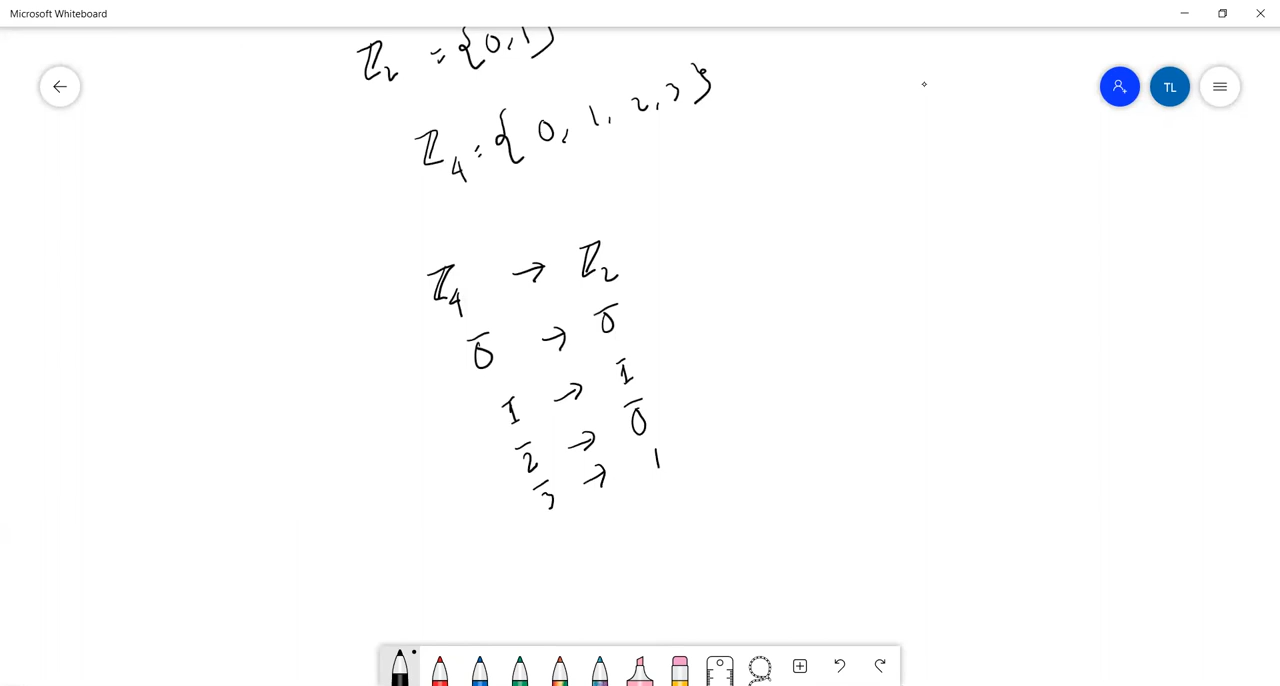 Microsoft Whiteboard
TL
ℤ₂ = {0,1}
ℤ₄ = { 0, 1, 2, 3 }
ℤ₄ → ℤ₂
0̅ → 0̅
1̅ → 1̅
2̅ → 0̅
3̅ → 1